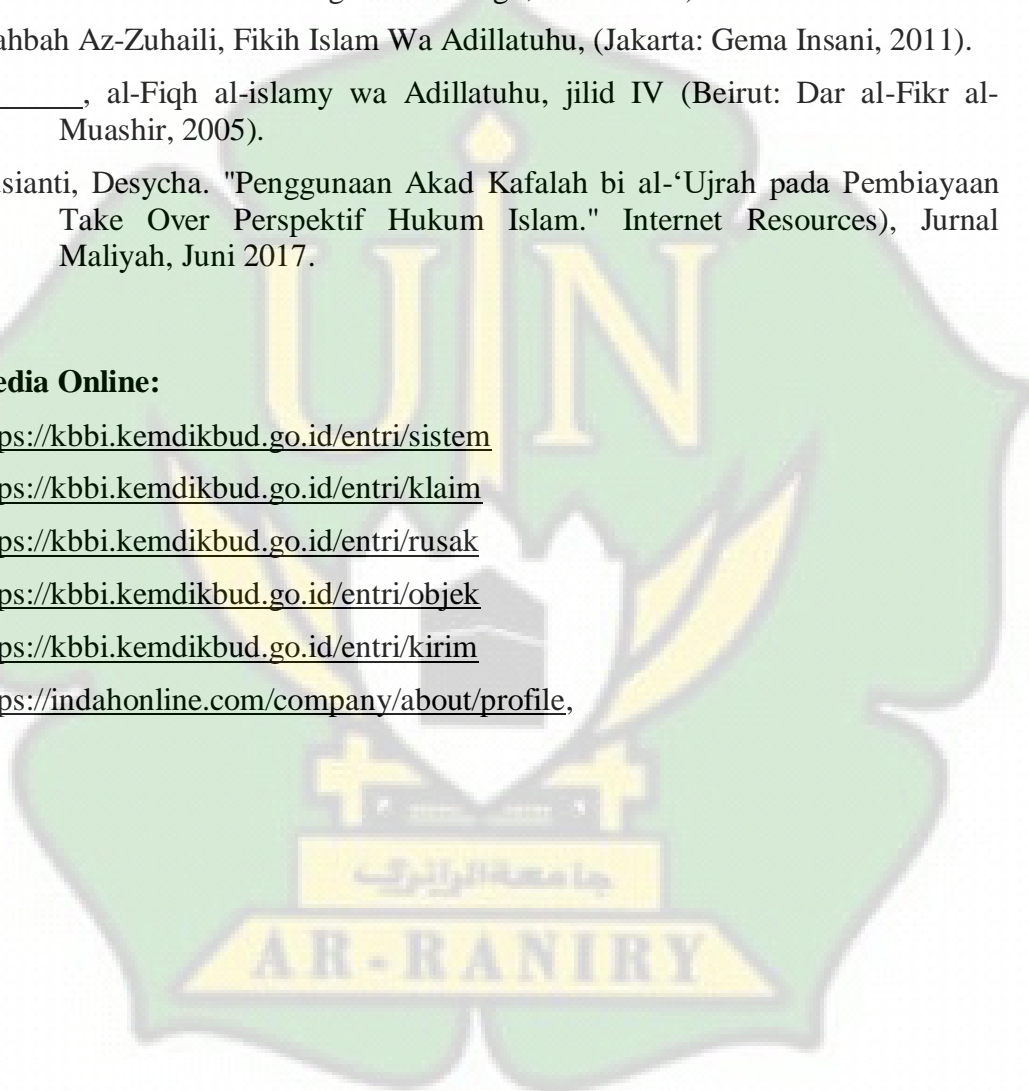 ahbah Az-Zuhaili, Fikih Islam Wa Adillatuhu, (Jakarta: Gema Insani, 2011).
______, al-Fiqh al-islamy wa Adillatuhu, jilid IV (Beirut: Dar al-Fikr al-
Muashir, 2005).
sianti, Desycha. "Penggunaan Akad Kafalah bi al-‘Ujrah pada Pembiayaan
Take Over Perspektif Hukum Islam." Internet Resources), Jurnal
Maliyah, Juni 2017.
edia Online:
ps://kbbi.kemdikbud.go.id/entri/sistem
ps://kbbi.kemdikbud.go.id/entri/klaim
ps://kbbi.kemdikbud.go.id/entri/rusak
ps://kbbi.kemdikbud.go.id/entri/objek
ps://kbbi.kemdikbud.go.id/entri/kirim
ps://indahonline.com/company/about/profile,
UIN
جامعة الرانيري
AR-RANIRY